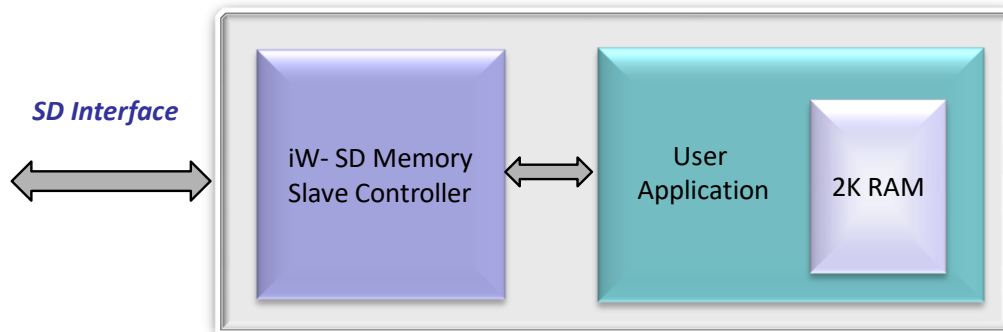 SD Interface
iW- SD Memory
Slave Controller
User
Application
2K RAM